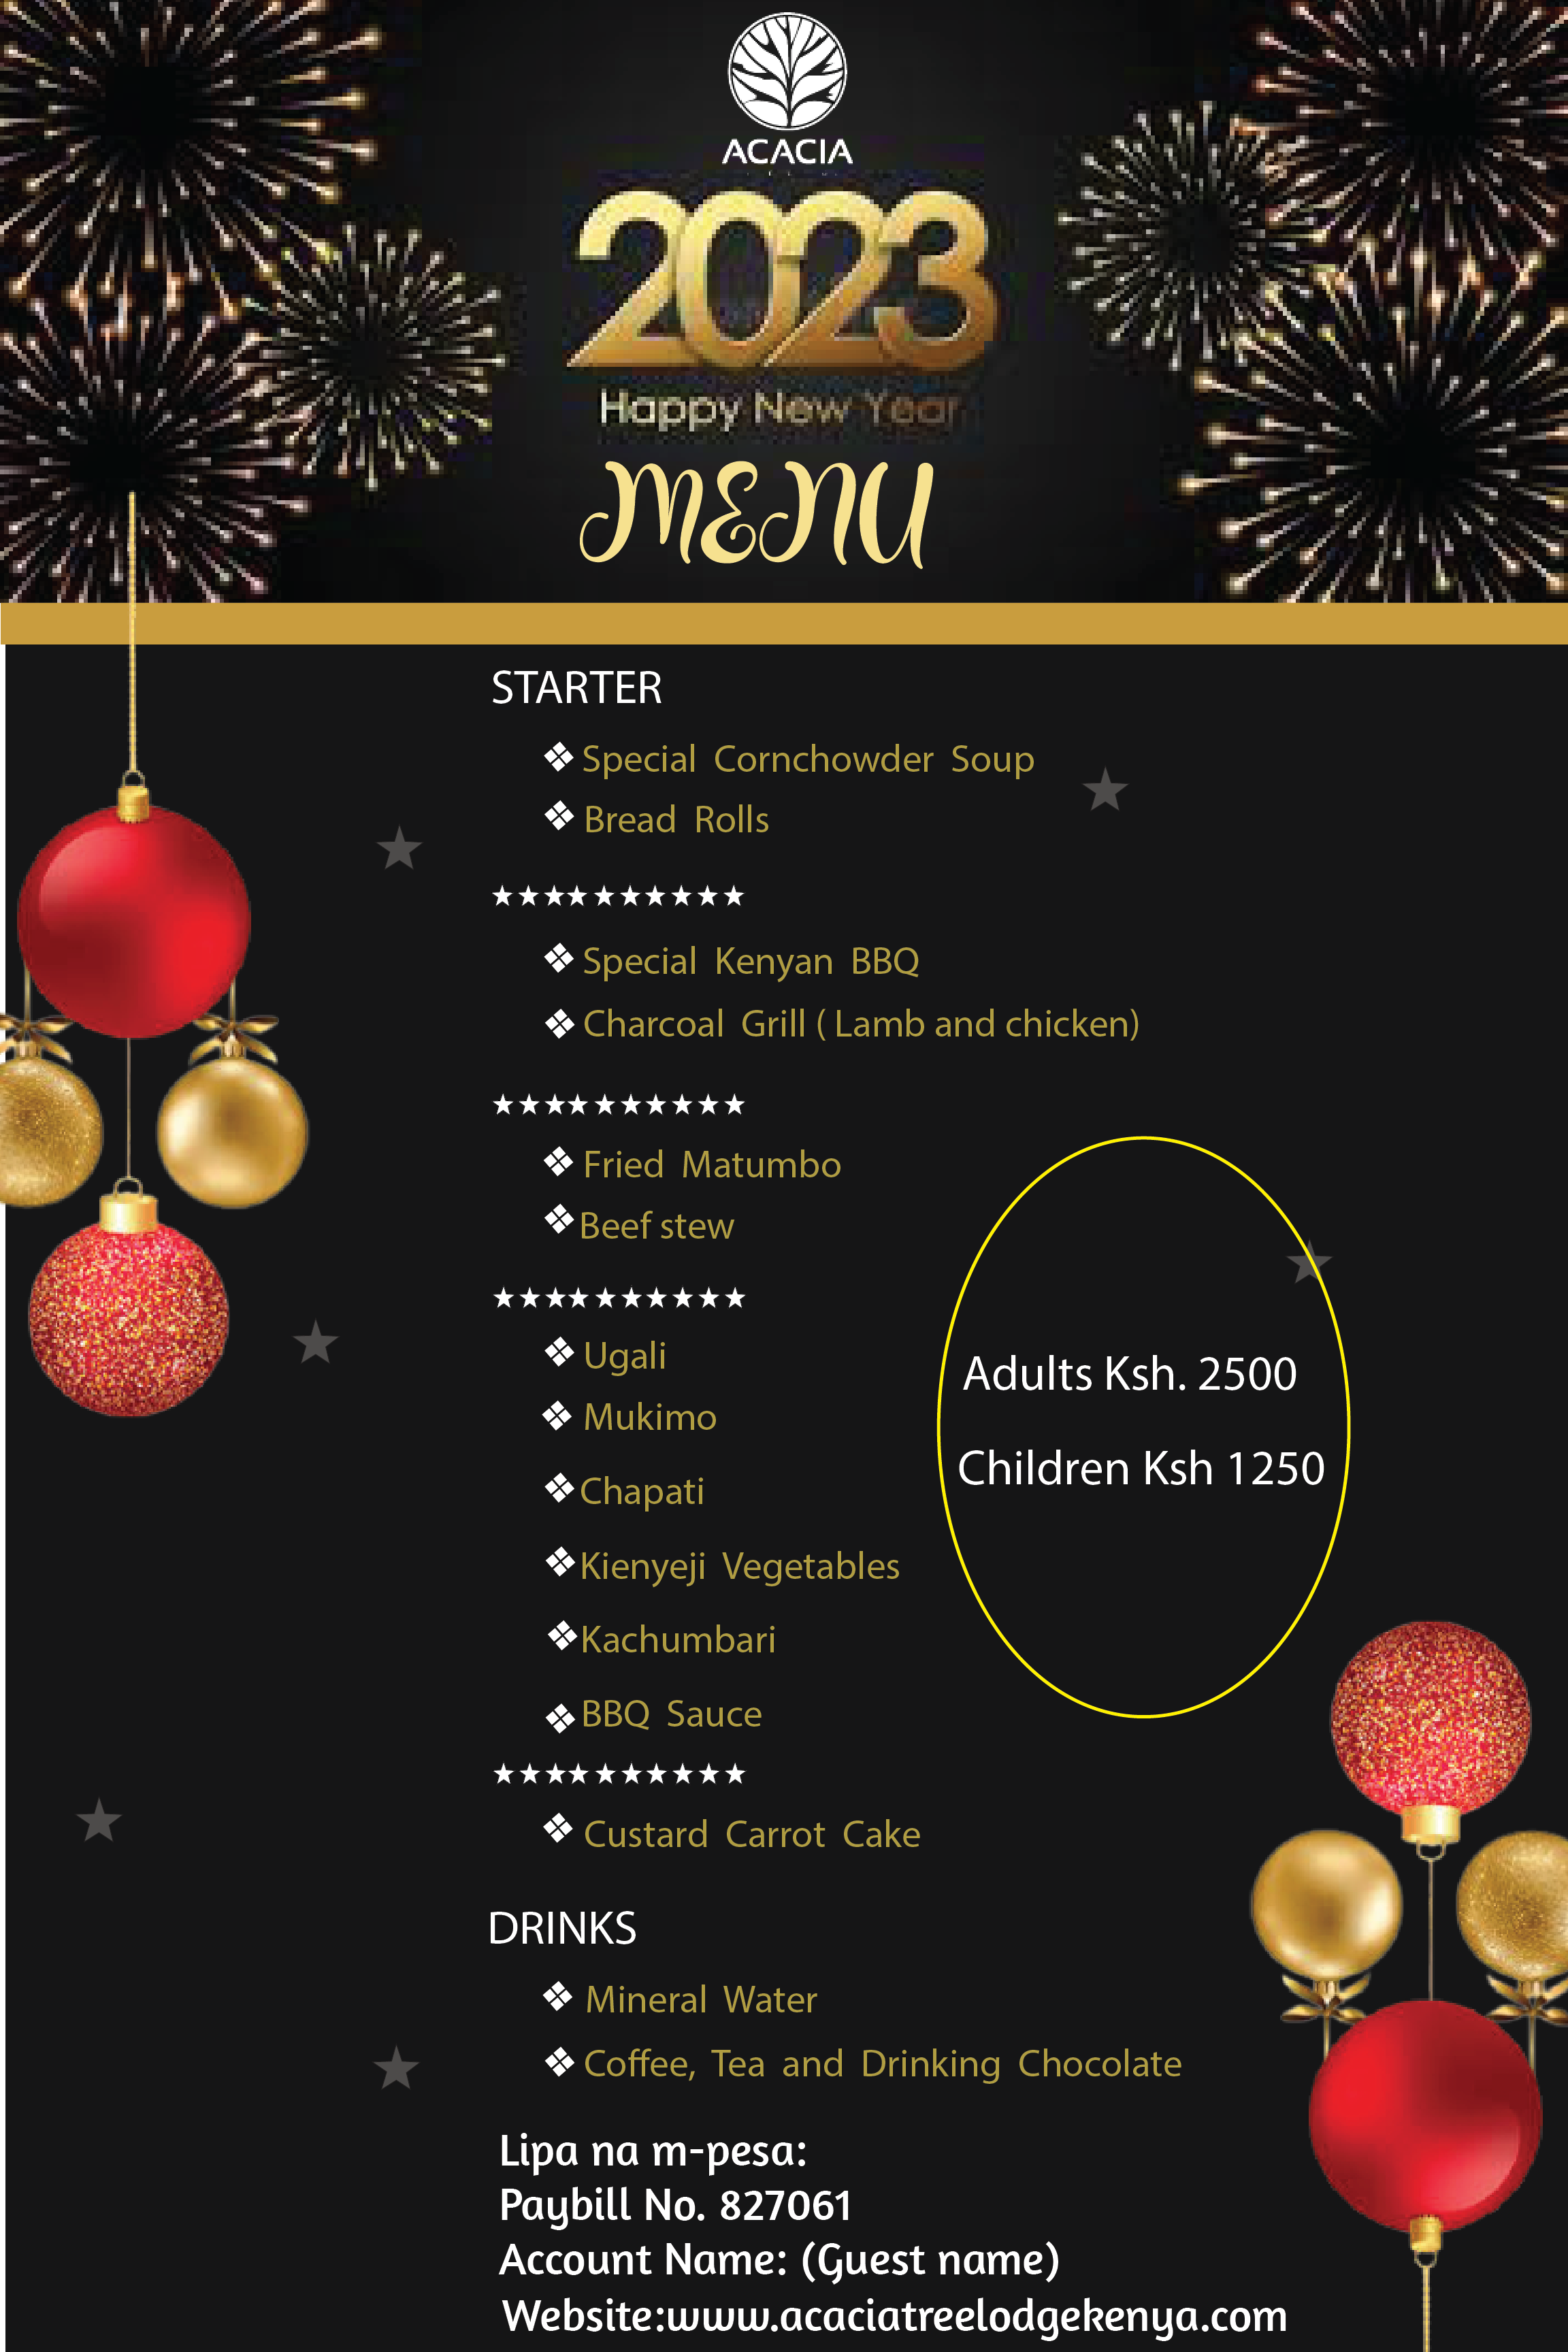 ACACIA
2023
Happy New Year
MENU
STARTER
Special Cornchowder Soup
Bread Rolls
Special Kenyan BBQ
Charcoal Grill ( Lamb and chicken)
Fried Matumbo
Beef stew
Ugali
Mukimo
Chapati
Kienyeji Vegetables
Kachumbari
BBQ Sauce
Adults Ksh. 2500
Children Ksh 1250
Custard Carrot Cake
DRINKS
Mineral Water
Coffee, Tea and Drinking Chocolate
Lipa na m-pesa:
Paybill No. 827061
Account Name: (Guest name)
Website:www.acaciatreelodgekenya.com